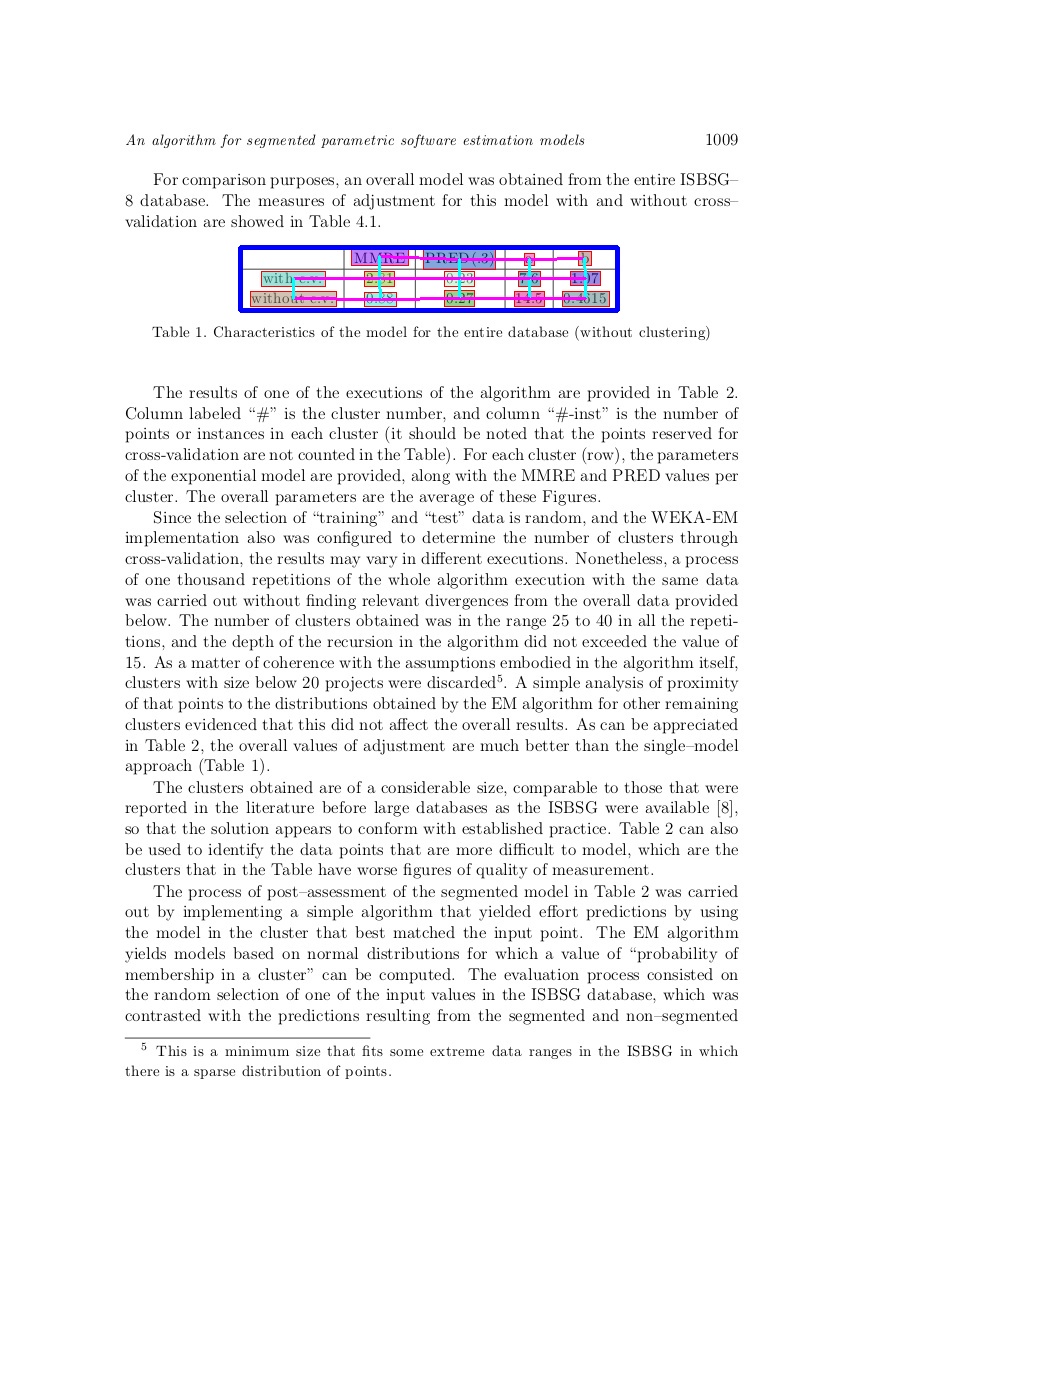 An algorithm for segmented parametric software estimation models 1009
For comparison purposes, an overall model was obtained from the entire ISBSG–
8 database. The measures of adjustment for this model with and without cross–
validation are showed in Table 4.1.
MMRE PRED(.3) a b
with c.v. 2.91 0.23 7.6 1.07
without c.v. 0.88 0.27 14.5 0.4615
Table 1. Characteristics of the model for the entire database (without clustering)
The results of one of the executions of the algorithm are provided in Table 2.
Column labeled “#” is the cluster number, and column “#-inst” is the number of
points or instances in each cluster (it should be noted that the points reserved for
cross-validation are not counted in the Table). For each cluster (row), the parameters
of the exponential model are provided, along with the MMRE and PRED values per
cluster. The overall parameters are the average of these Figures.
Since the selection of “training” and “test” data is random, and the WEKA-EM
implementation also was configured to determine the number of clusters through
cross-validation, the results may vary in different executions. Nonetheless, a process
of one thousand repetitions of the whole algorithm execution with the same data
was carried out without finding relevant divergences from the overall data provided
below. The number of clusters obtained was in the range 25 to 40 in all the repeti-
tions, and the depth of the recursion in the algorithm did not exceeded the value of
15. As a matter of coherence with the assumptions embodied in the algorithm itself,
clusters with size below 20 projects were discarded⁵. A simple analysis of proximity
of that points to the distributions obtained by the EM algorithm for other remaining
clusters evidenced that this did not affect the overall results. As can be appreciated
in Table 2, the overall values of adjustment are much better than the single–model
approach (Table 1).
The clusters obtained are of a considerable size, comparable to those that were
reported in the literature before large databases as the ISBSG were available [8],
so that the solution appears to conform with established practice. Table 2 can also
be used to identify the data points that are more difficult to model, which are the
clusters that in the Table have worse figures of quality of measurement.
The process of post–assessment of the segmented model in Table 2 was carried
out by implementing a simple algorithm that yielded effort predictions by using
the model in the cluster that best matched the input point. The EM algorithm
yields models based on normal distributions for which a value of “probability of
membership in a cluster” can be computed. The evaluation process consisted on
the random selection of one of the input values in the ISBSG database, which was
contrasted with the predictions resulting from the segmented and non–segmented
⁵ This is a minimum size that fits some extreme data ranges in the ISBSG in which
there is a sparse distribution of points.